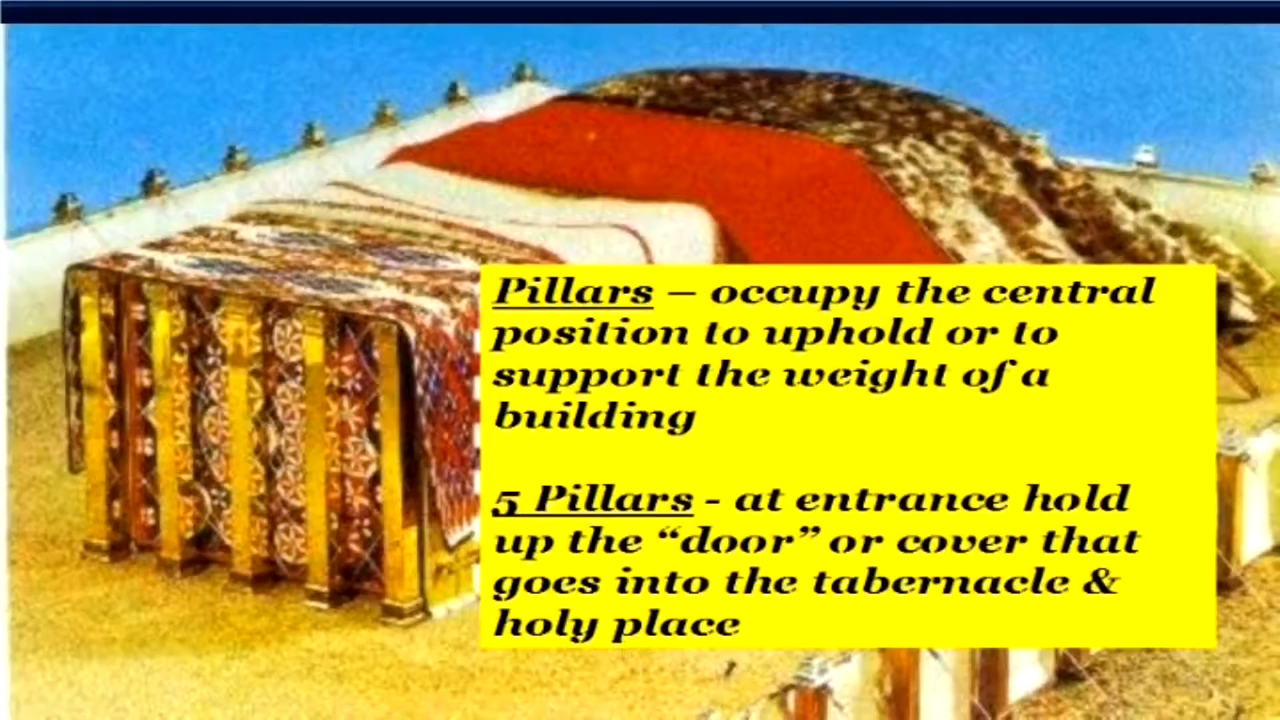 Pillars – occupy the central
position to uphold or to
support the weight of a
building
5 Pillars - at entrance hold
up the “door” or cover that
goes into the tabernacle &
holy place